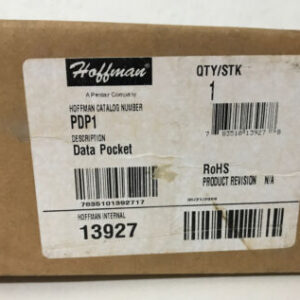 Hoffman
A Pentair Company
HOFFMAN CATALOG NUMBER
PDP1
DESCRIPTION
Data Pocket
7835101392717
HOFFMAN INTERNAL
13927
QTY/STK
1
RoHS
PRODUCT REVISION N/A